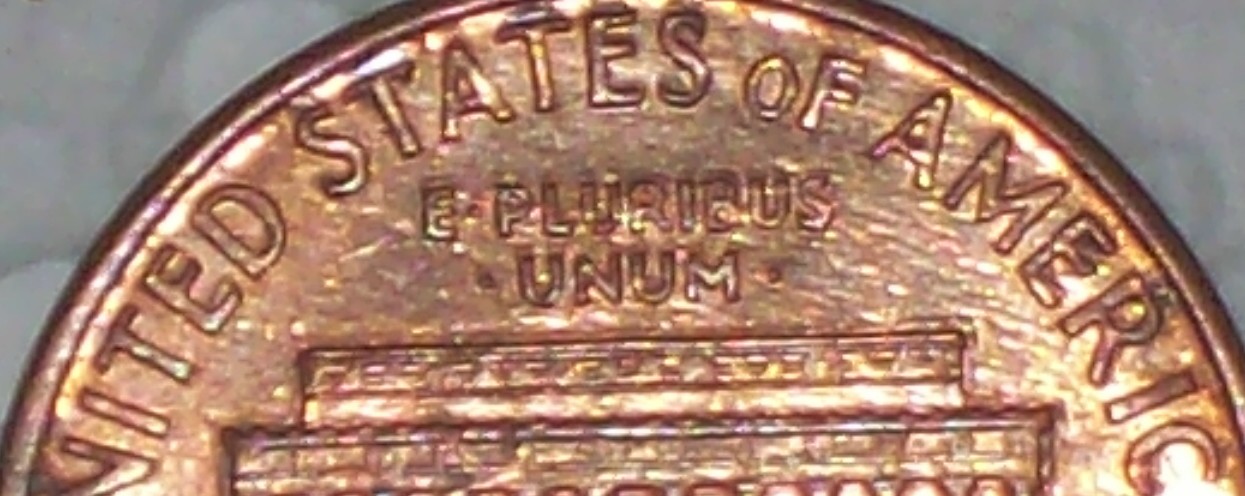 UNITED STATES OF AMERIC
E·PLURIBUS
· UNUM ·